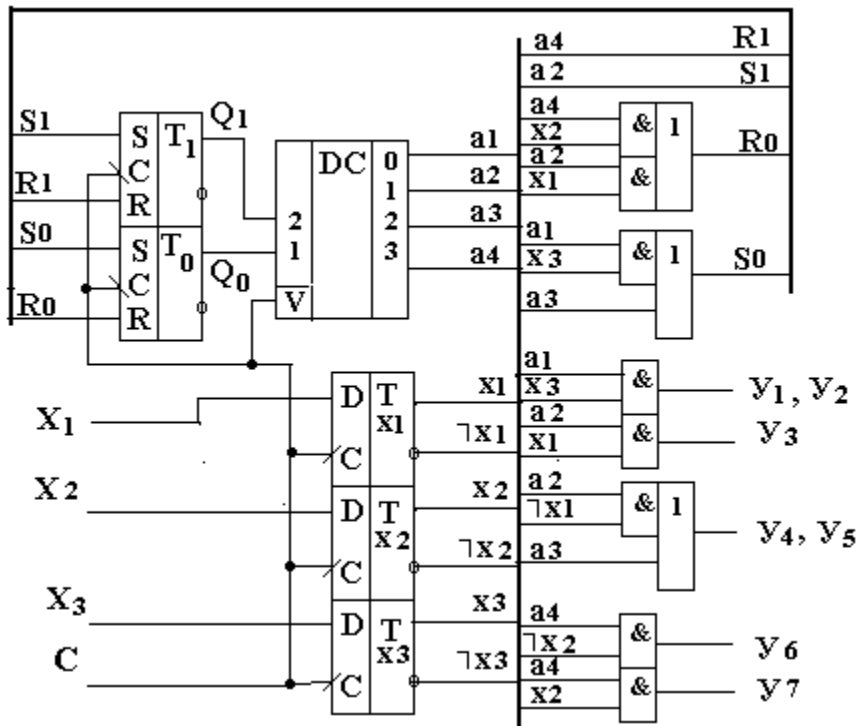 a4 R1
a2 S1
S1 S T1 Q1
C
R1 R
S0 S T0 Q0
C
R0 R
DC 0
1
2 2
1 3
V
a1
a2
a3
a4
a4 & 1 R0
x2
a2 &
x1
a1 & 1 S0
x3
a3
X1 D T x1
C x1
¬x1
X2 D T x2
C x2
¬x2
X3 D T x3
C C x3
¬x3
a1 & У1, У2
x3
a2 & У3
x1
a2 & 1 У4, У5
¬x1
a3
a4 & У6
¬x2
a4 & У7
x2